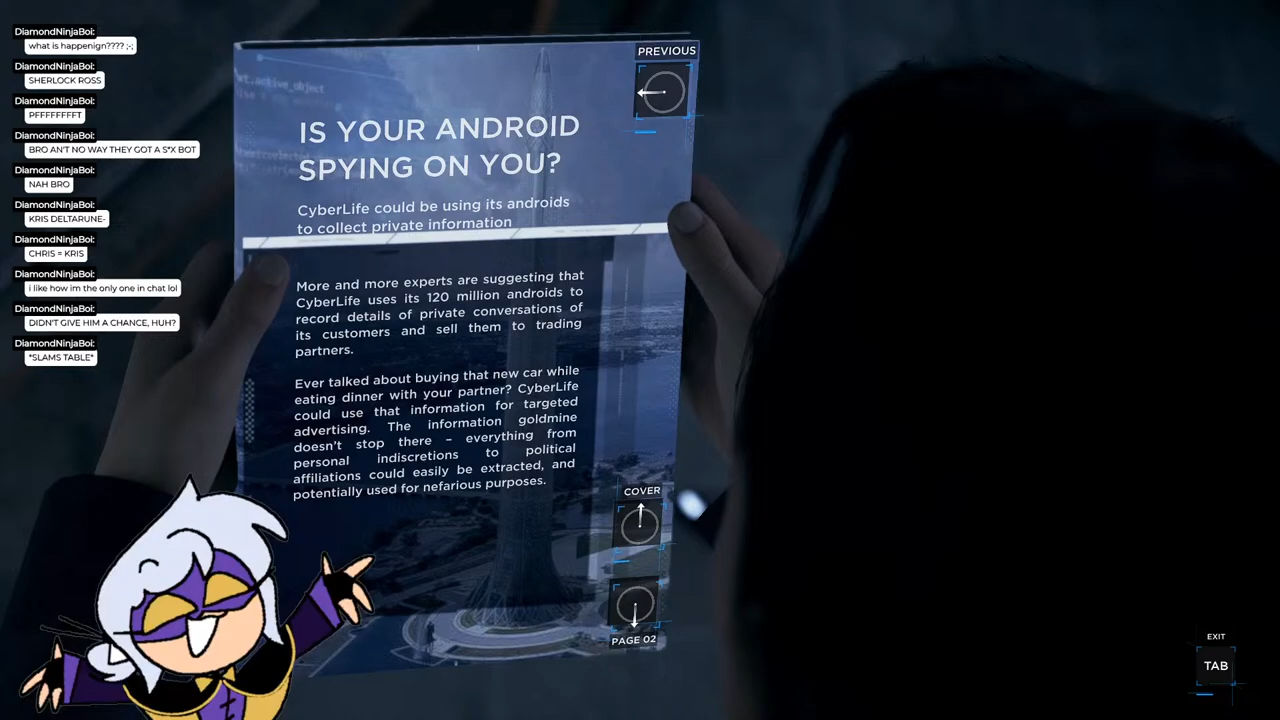 DiamondNinjaBoi:
what is happenign???? ;-;
DiamondNinjaBoi:
SHERLOCK ROSS
DiamondNinjaBoi:
PFFFFFFFFT
DiamondNinjaBoi:
BRO AN'T NO WAY THEY GOT A S*X BOT
DiamondNinjaBoi:
NAH BRO
DiamondNinjaBoi:
KRIS DELTARUNE-
DiamondNinjaBoi:
CHRIS = KRIS
DiamondNinjaBoi:
i like how im the only one in chat lol
DiamondNinjaBoi:
DIDN'T GIVE HIM A CHANCE, HUH?
DiamondNinjaBoi:
*SLAMS TABLE*
PREVIOUS
IS YOUR ANDROID
SPYING ON YOU?
CyberLife could be using its androids
to collect private information
More and more experts are suggesting that
CyberLife uses its 120 million androids to
record details of private conversations of
its customers and sell them to trading
partners.
Ever talked about buying that new car while
eating dinner with your partner? CyberLife
could use that information for targeted
advertising. The information goldmine
doesn't stop there – everything from
personal indiscretions to political
affiliations could easily be extracted, and
potentially used for nefarious purposes.
COVER
PAGE 02
EXIT
TAB